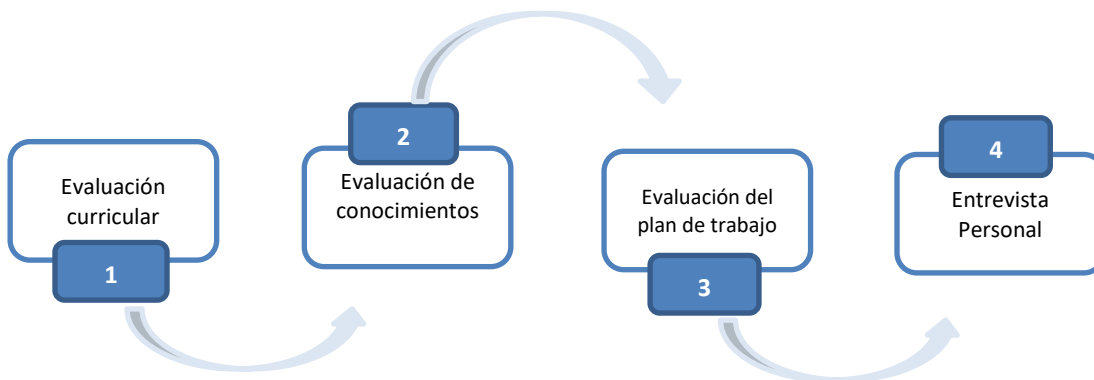 Evaluación
curricular
1
2
Evaluación de
conocimientos
Evaluación del
plan de trabajo
3
4
Entrevista
Personal